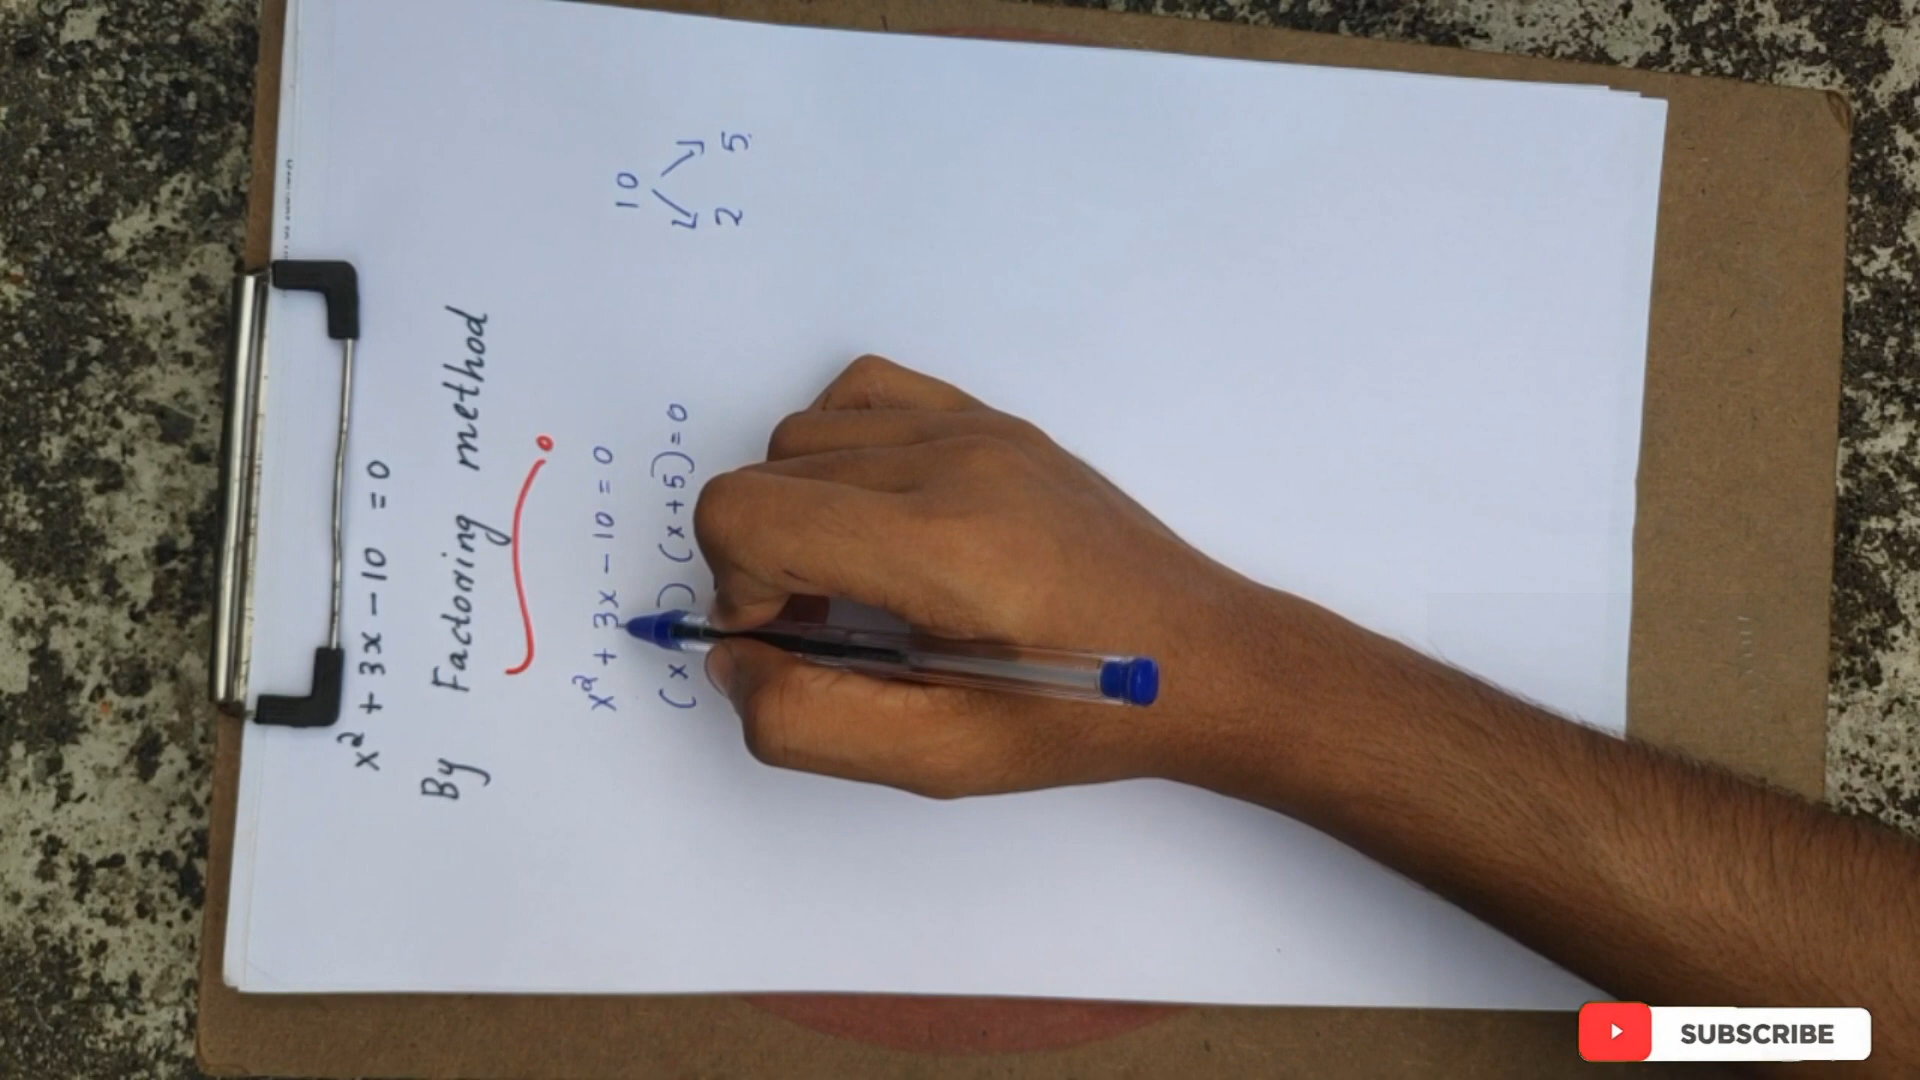 x² + 3x - 10 = 0
By Factoring method
x² + 3x - 10 = 0
(x ) (x + 5) = 0
10
2 5
SUBSCRIBE